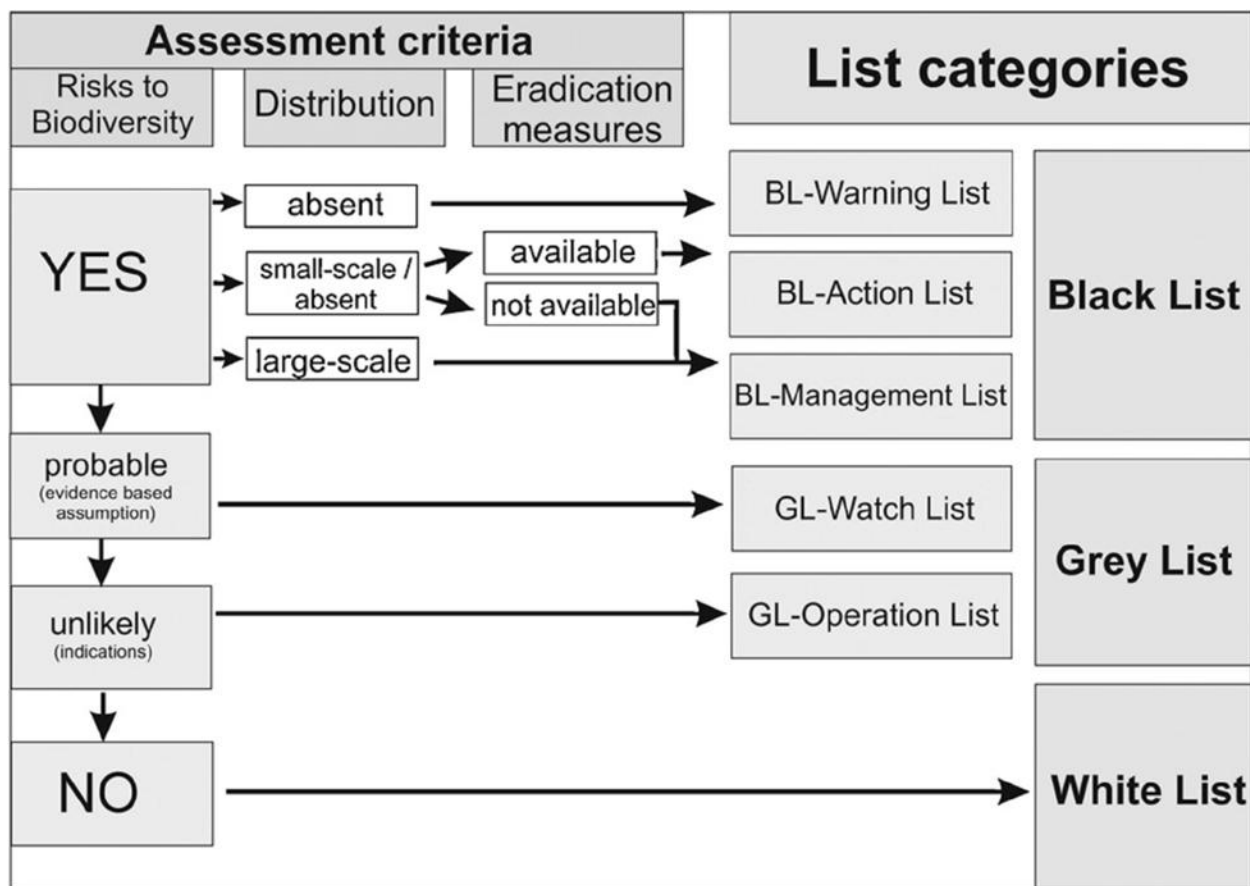 Assessment criteria
List categories
Risks to
Biodiversity
Distribution
Eradication
measures
YES
absent
small-scale /
absent
large-scale
available
not available
BL-Warning List
BL-Action List
BL-Management List
Black List
probable
(evidence based
assumption)
GL-Watch List
Grey List
unlikely
(indications)
GL-Operation List
NO
White List